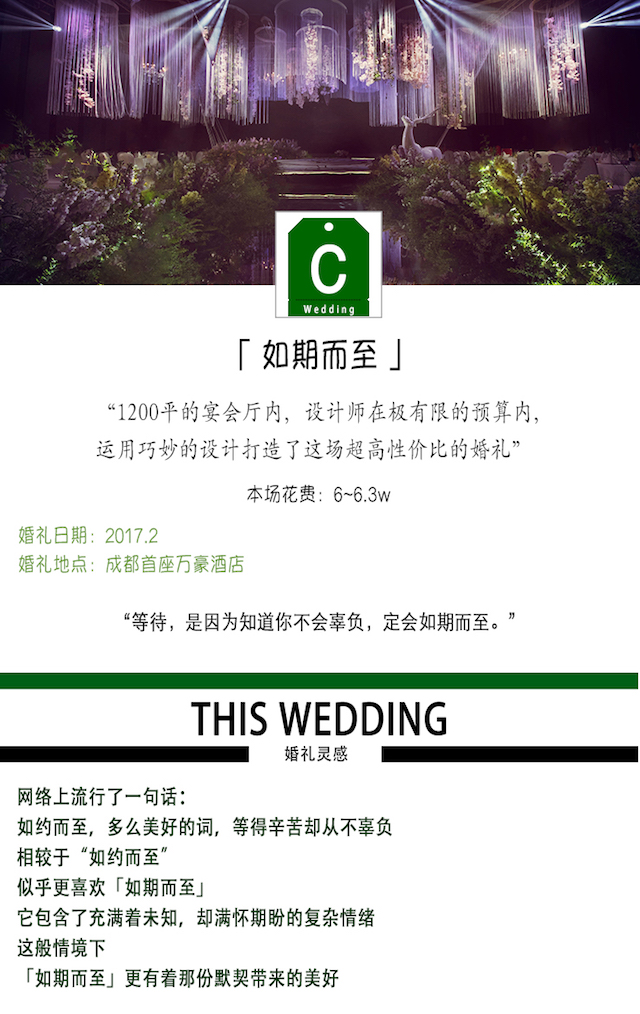 C
Wedding
「如期而至」
“1200平的宴会厅内，设计师在极有限的预算内，
运用巧妙的设计打造了这场超高性价比的婚礼”
本场花费：6~6.3w
婚礼日期：2017.2
婚礼地点：成都首座万豪酒店
“等待，是因为知道你不会辜负，定会如期而至。”
THIS WEDDING
婚礼灵感
网络上流行了一句话：
如约而至，多么美好的词，等得辛苦却从不辜负
相较于“如约而至”
似乎更喜欢「如期而至」
它包含了充满着未知，却满怀期盼的复杂情绪
这般情境下
「如期而至」更有着那份默契带来的美好